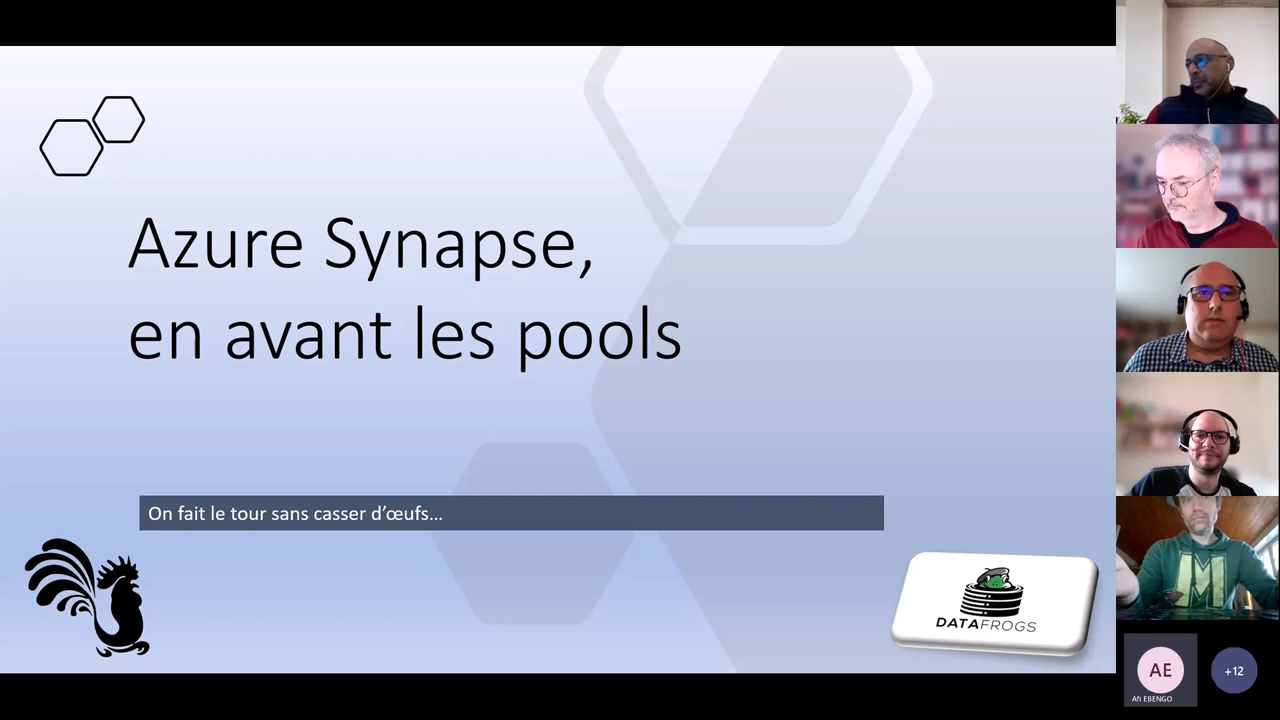 Azure Synapse,
en avant les pools
On fait le tour sans casser d’œufs…
DATAFROGS
AE
Afi EBENGO
+12